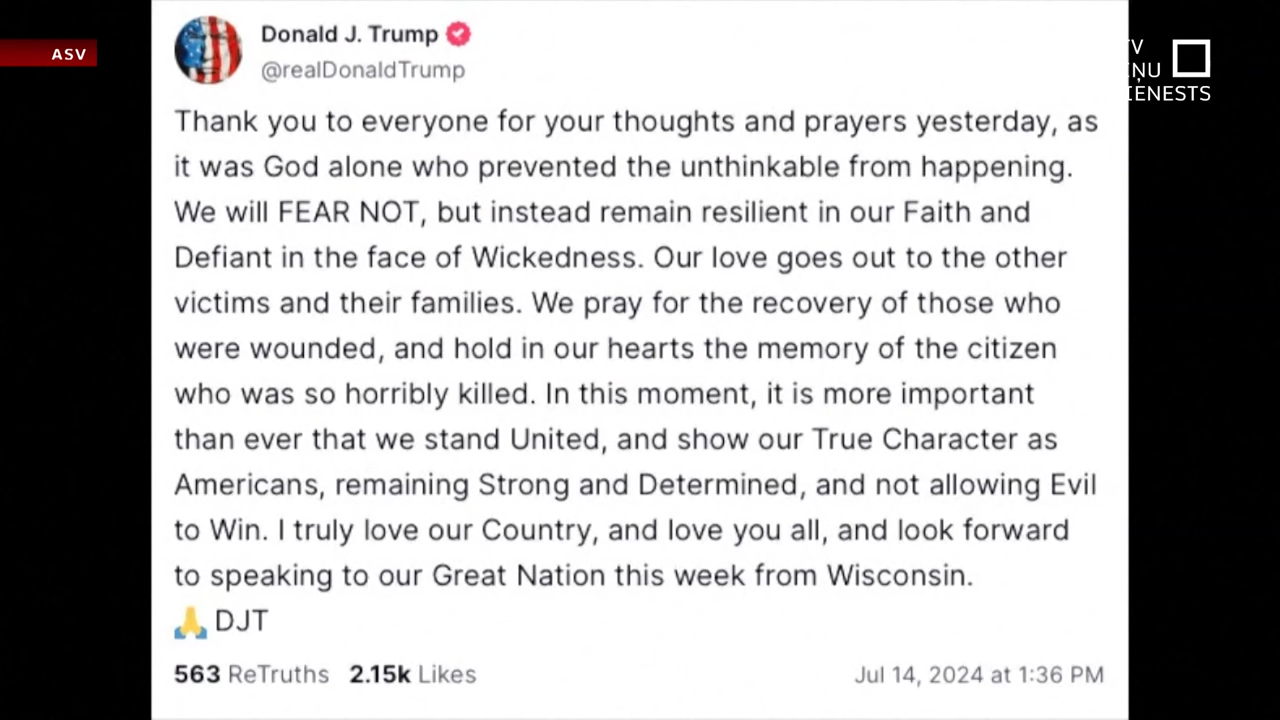 ASV
Donald J. Trump
@realDonaldTrump
Thank you to everyone for your thoughts and prayers yesterday, as
it was God alone who prevented the unthinkable from happening.
We will FEAR NOT, but instead remain resilient in our Faith and
Defiant in the face of Wickedness. Our love goes out to the other
victims and their families. We pray for the recovery of those who
were wounded, and hold in our hearts the memory of the citizen
who was so horribly killed. In this moment, it is more important
than ever that we stand United, and show our True Character as
Americans, remaining Strong and Determined, and not allowing Evil
to Win. I truly love our Country, and love you all, and look forward
to speaking to our Great Nation this week from Wisconsin.
🙏 DJT
563 ReTruths 2.15k Likes
Jul 14, 2024 at 1:36 PM